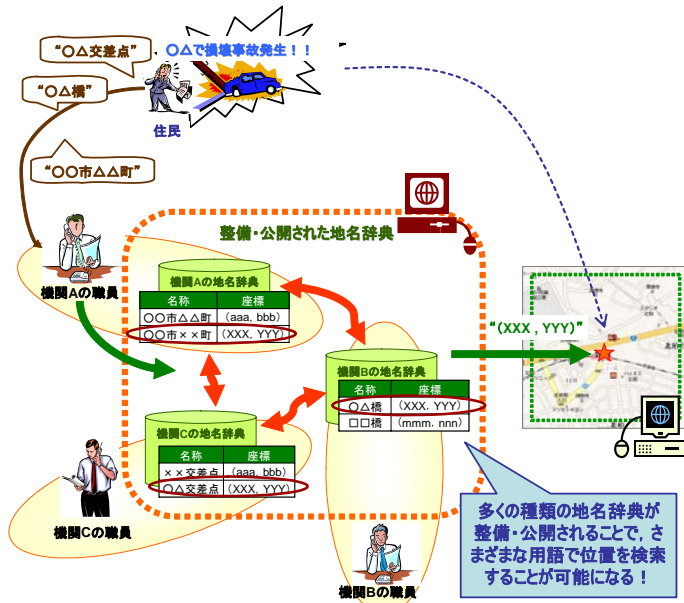 “〇△交差点”
〇△で損壊事故発生！！
“〇△橋”
住民
“〇〇市△△町”
整備・公開された地名辞典
機関Aの職員
機関Aの地名辞典
名称 座標
〇〇市△△町 （aaa, bbb）
〇〇市××町 （XXX, YYY）
“（XXX , YYY）”
機関Bの地名辞典
名称 座標
〇△橋 （XXX, YYY）
□□橋 （mmm, nnn）
機関Cの地名辞典
名称 座標
××交差点 （aaa, bbb）
〇△交差点 （XXX, YYY）
機関Cの職員
機関Bの職員
多くの種類の地名辞典が
整備・公開されることで，さ
まざまな用語で位置を検索
することが可能になる！